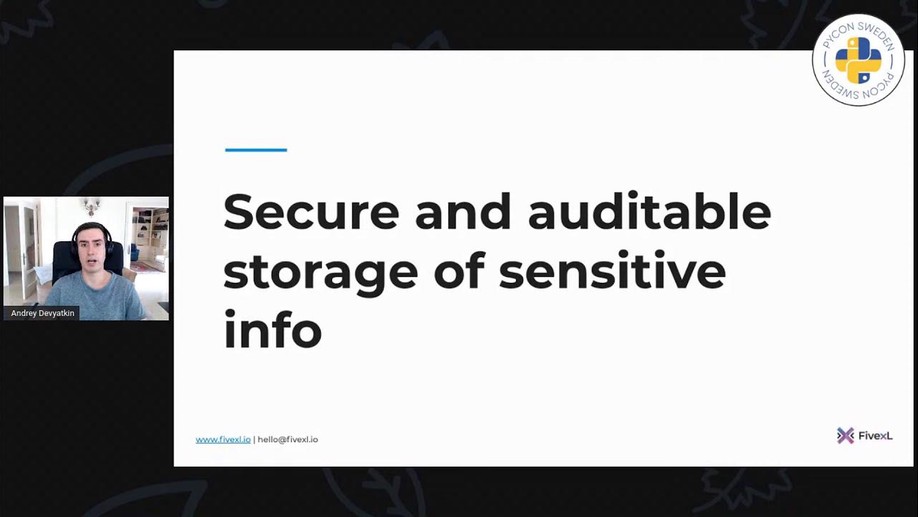 PYCON SWEDEN
PYCON SWEDEN
Secure and auditable
storage of sensitive
info
Andrey Devyatkin
www.fivexl.io | hello@fivexl.io
FivexL